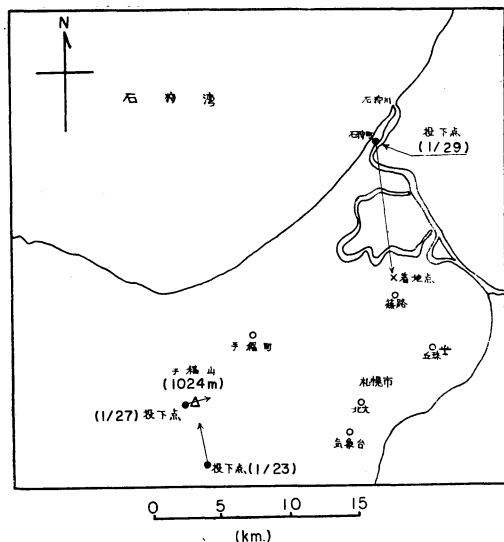 N
石狩湾
石狩川
石狩町
投下点
(1/29)
着地点
篠路
手稲町
丘珠
手稲山
(1024m)
札幌市
(1/27) 投下点
北大
気象台
投下点 (1/23)
0 5 10 15
(km.)